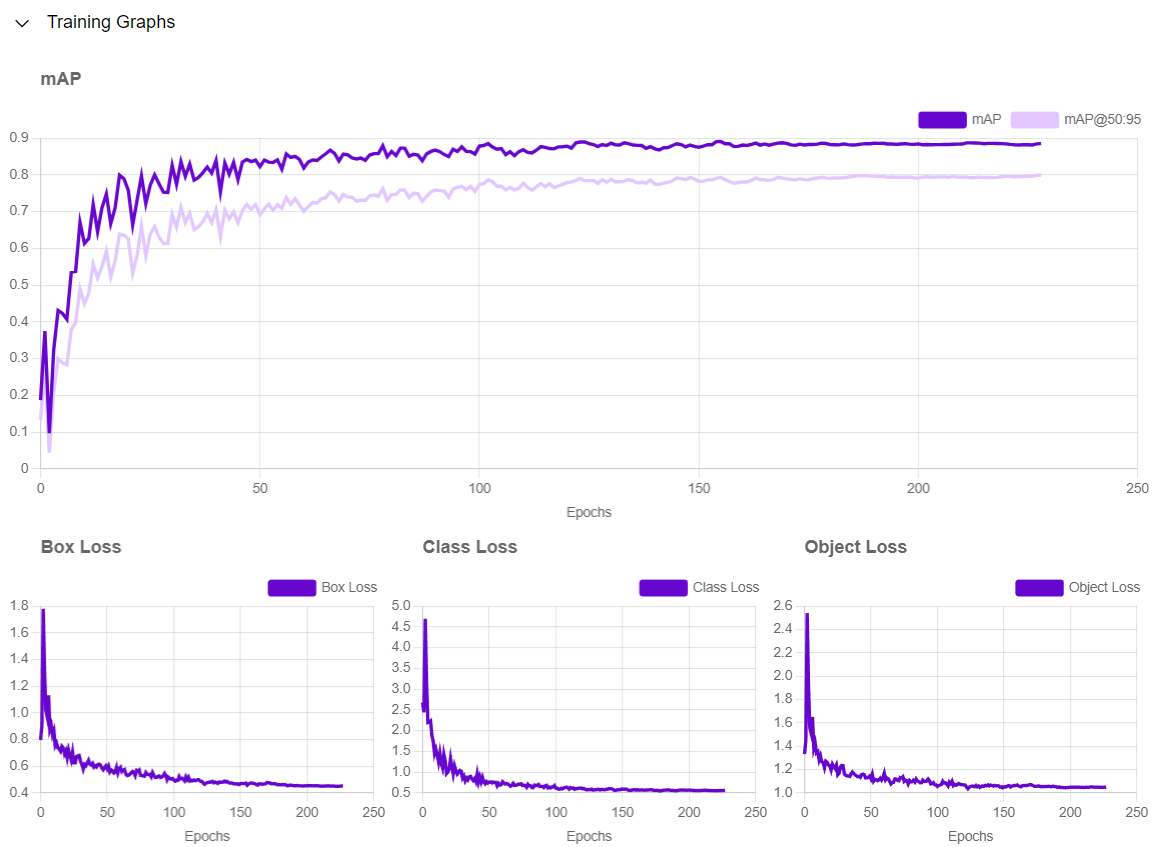 Training Graphs
mAP
mAP mAP@50:95
0.9
0.8
0.7
0.6
0.5
0.4
0.3
0.2
0.1
0
0 50 100 150 200 250
Epochs
Box Loss
Box Loss
1.8
1.6
1.4
1.2
1.0
0.8
0.6
0.4
0 50 100 150 200 250
Epochs
Class Loss
Class Loss
5.0
4.5
4.0
3.5
3.0
2.5
2.0
1.5
1.0
0.5
0 50 100 150 200 250
Epochs
Object Loss
Object Loss
2.6
2.4
2.2
2.0
1.8
1.6
1.4
1.2
1.0
0 50 100 150 200 250
Epochs